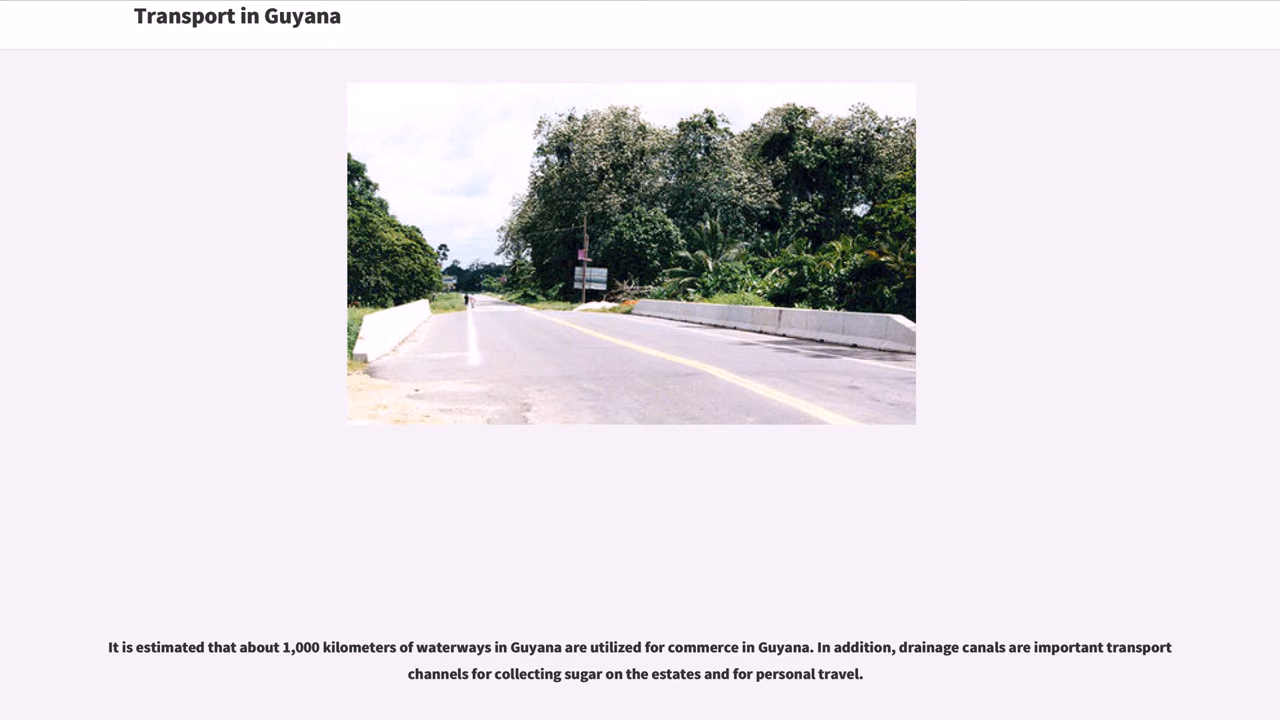 Transport in Guyana
It is estimated that about 1,000 kilometers of waterways in Guyana are utilized for commerce in Guyana. In addition, drainage canals are important transport
channels for collecting sugar on the estates and for personal travel.